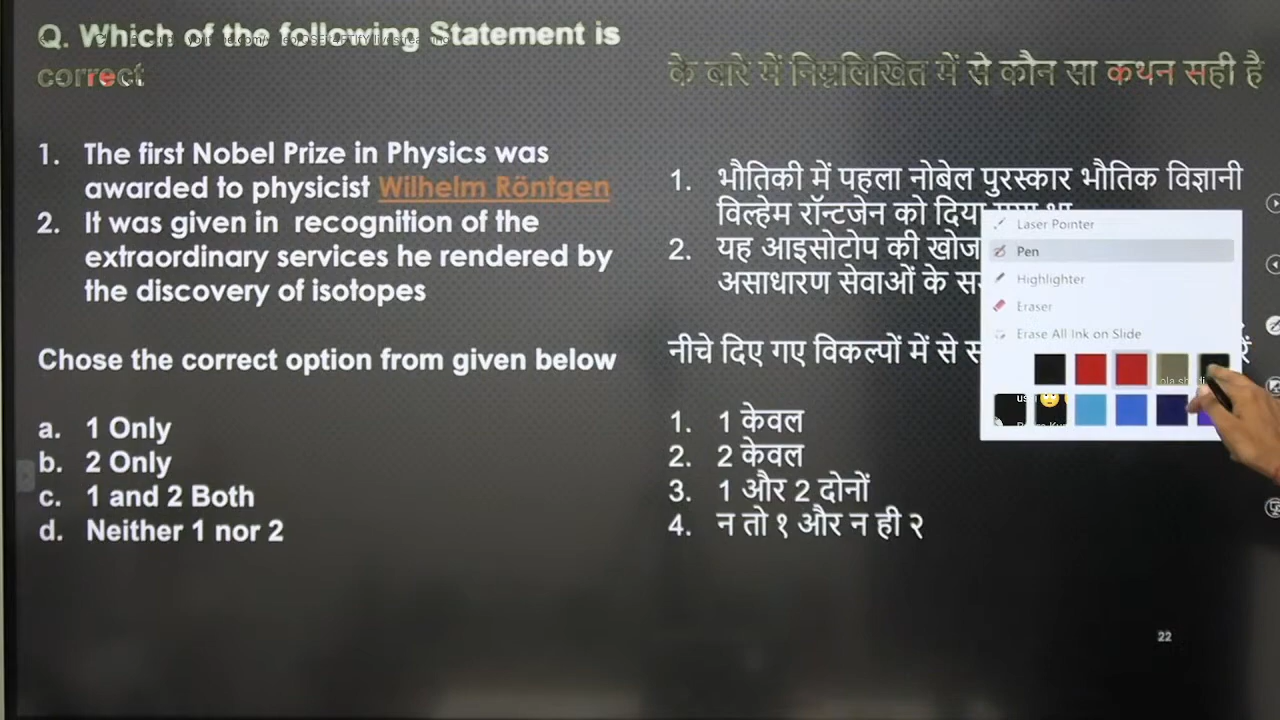 Q. Which of the following Statement is
correct
1. The first Nobel Prize in Physics was
awarded to physicist Wilhelm Röntgen
2. It was given in recognition of the
extraordinary services he rendered by
the discovery of isotopes
Chose the correct option from given below
a. 1 Only
b. 2 Only
c. 1 and 2 Both
d. Neither 1 nor 2
के बारे में निम्नलिखित में से कौन सा कथन सही है
1. भौतिकी में पहला नोबेल पुरस्कार भौतिक विज्ञानी
विल्हेम रॉन्टजेन को दिया गया था
2. यह आइसोटोप की खोज
असाधारण सेवाओं के
नीचे दिए गए विकल्पों में से
1. 1 केवल
2. 2 केवल
3. 1 और 2 दोनों
4. न तो १ और न ही २
Laser Pointer
Pen
Highlighter
Eraser
Erase All Ink on Slide
22